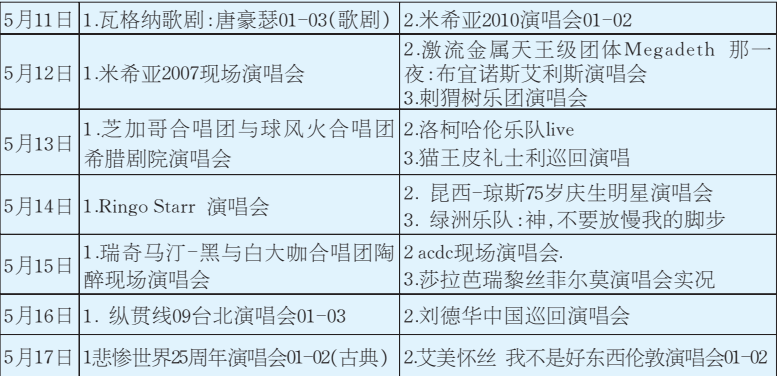 5月11日 1.瓦格纳歌剧:唐豪瑟01-03(歌剧) 2.米希亚2010演唱会01-02
5月12日 1.米希亚2007现场演唱会
2.激流金属天王级团体Megadeth 那一
夜:布宜诺斯艾利斯演唱会
3.刺猬树乐团演唱会
5月13日
1.芝加哥合唱团与球风火合唱团
希腊剧院演唱会
2.洛柯哈伦乐队live
3.猫王皮礼士利巡回演唱
5月14日 1.Ringo Starr 演唱会
2. 昆西-琼斯75岁庆生明星演唱会
3. 绿洲乐队:神,不要放慢我的脚步
5月15日
1.瑞奇马汀-黑与白大咖合唱团陶
醉现场演唱会
2 acdc现场演唱会.
3.莎拉芭瑞黎丝菲尔莫演唱会实况
5月16日 1. 纵贯线09台北演唱会01-03 2.刘德华中国巡回演唱会
5月17日 1悲惨世界25周年演唱会01-02(古典) 2.艾美怀丝 我不是好东西伦敦演唱会01-02